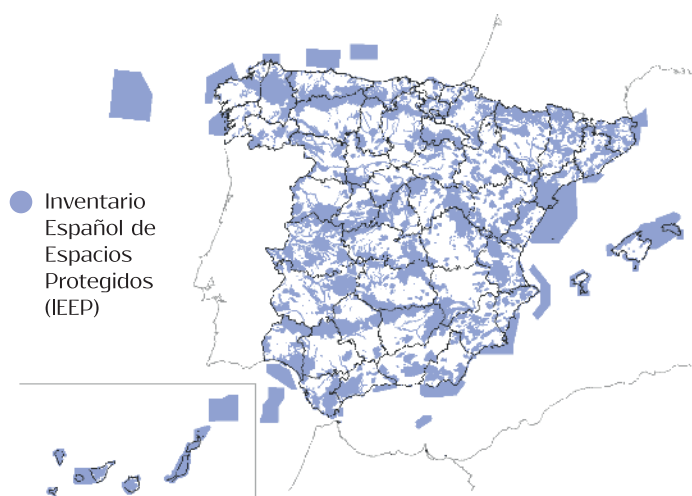 Inventario
Español de
Espacios
Protegidos
(IEEP)